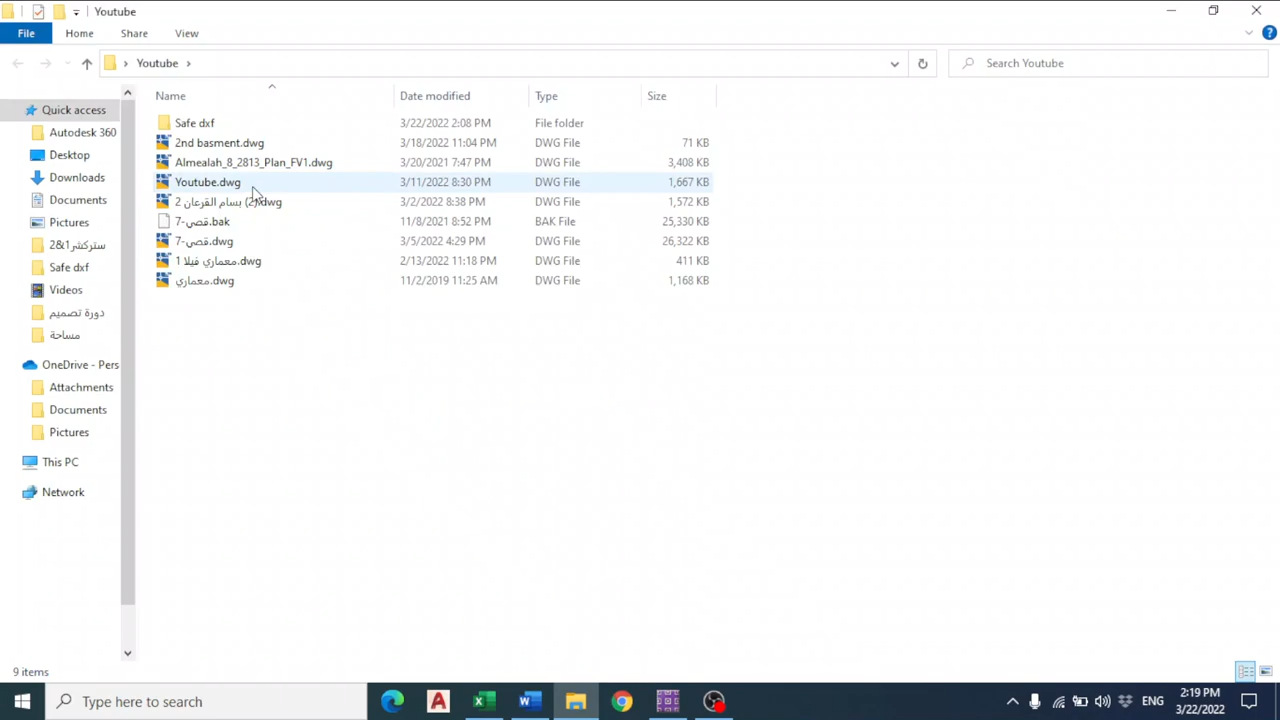 Youtube
File Home Share View
Youtube
Search Youtube
Name Date modified Type Size
Quick access
Autodesk 360
Desktop
Downloads
Documents
Pictures
ستركشر1&2
Safe dxf
Videos
دورة تصميم
مساحة
OneDrive - Pers
Attachments
Documents
Pictures
This PC
Network
Safe dxf 3/22/2022 2:08 PM File folder
2nd basment.dwg 3/18/2022 11:04 PM DWG File 71 KB
Almealah_8_2813_Plan_FV1.dwg 3/20/2021 7:47 PM DWG File 3,408 KB
Youtube.dwg 3/11/2022 8:30 PM DWG File 1,667 KB
بسام القرعان 2 (2).dwg 3/2/2022 8:38 PM DWG File 1,572 KB
قصي-7.bak 11/8/2021 8:52 PM BAK File 25,330 KB
قصي-7.dwg 3/5/2022 4:29 PM DWG File 26,322 KB
معماري فيلا 1.dwg 2/13/2022 11:18 PM DWG File 411 KB
معماري.dwg 11/2/2019 11:25 AM DWG File 1,168 KB
9 items
Type here to search
ENG
2:19 PM
3/22/2022